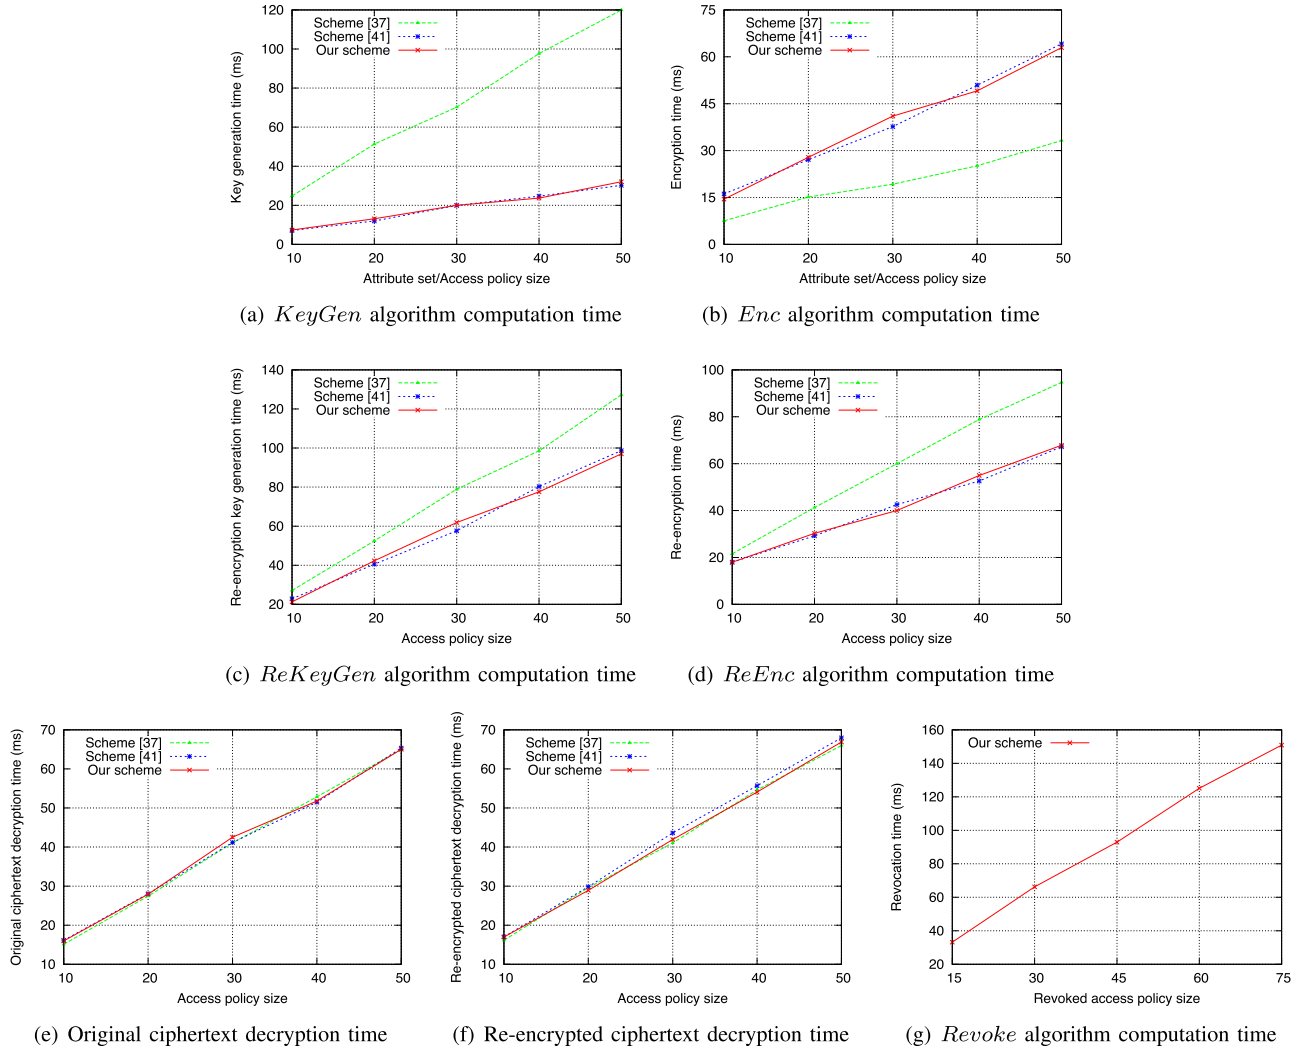 Key generation time (ms)
120
100
80
60
40
20
0
Scheme [37]
Scheme [41]
Our scheme
10 20 30 40 50
Attribute set/Access policy size
(a) KeyGen algorithm computation time
Encryption time (ms)
75
60
45
30
15
0
Scheme [37]
Scheme [41]
Our scheme
10 20 30 40 50
Attribute set/Access policy size
(b) Enc algorithm computation time
Re-encryption key generation time (ms)
140
120
100
80
60
40
20
Scheme [37]
Scheme [41]
Our scheme
10 20 30 40 50
Access policy size
(c) ReKeyGen algorithm computation time
Re-encryption time (ms)
100
80
60
40
20
0
Scheme [37]
Scheme [41]
Our scheme
10 20 30 40 50
Access policy size
(d) ReEnc algorithm computation time
Original ciphertext decryption time (ms)
70
60
50
40
30
20
10
Scheme [37]
Scheme [41]
Our scheme
10 20 30 40 50
Access policy size
(e) Original ciphertext decryption time
Re-encrypted ciphertext decryption time (ms)
70
60
50
40
30
20
10
Scheme [37]
Scheme [41]
Our scheme
10 20 30 40 50
Access policy size
(f) Re-encrypted ciphertext decryption time
Revocation time (ms)
160
140
120
100
80
60
40
20
Our scheme
15 30 45 60 75
Revoked access policy size
(g) Revoke algorithm computation time